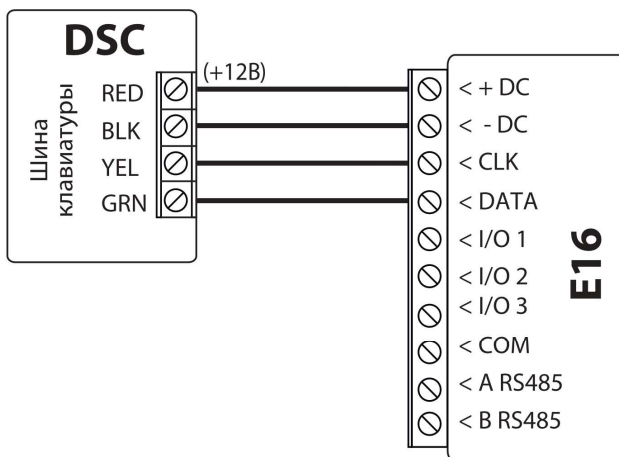 DSC
Шина
клавиатуры
RED
BLK
YEL
GRN
(+12В)
< + DC
< - DC
< CLK
< DATA
< I/O 1
< I/O 2
< I/O 3
< COM
< A RS485
< B RS485
E16